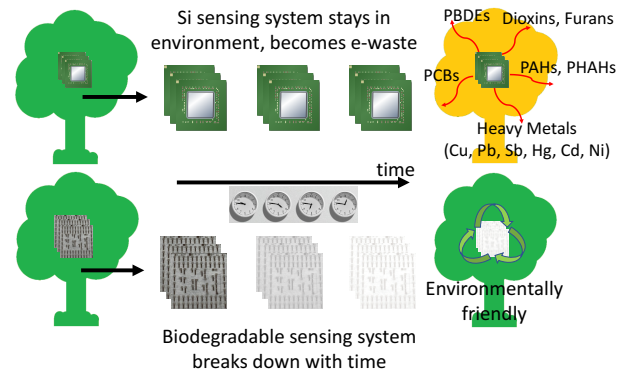 Si sensing system stays in
environment, becomes e-waste
PBDEs
Dioxins, Furans
PCBs
PAHs, PHAHs
Heavy Metals
(Cu, Pb, Sb, Hg, Cd, Ni)
time
Environmentally
friendly
Biodegradable sensing system
breaks down with time